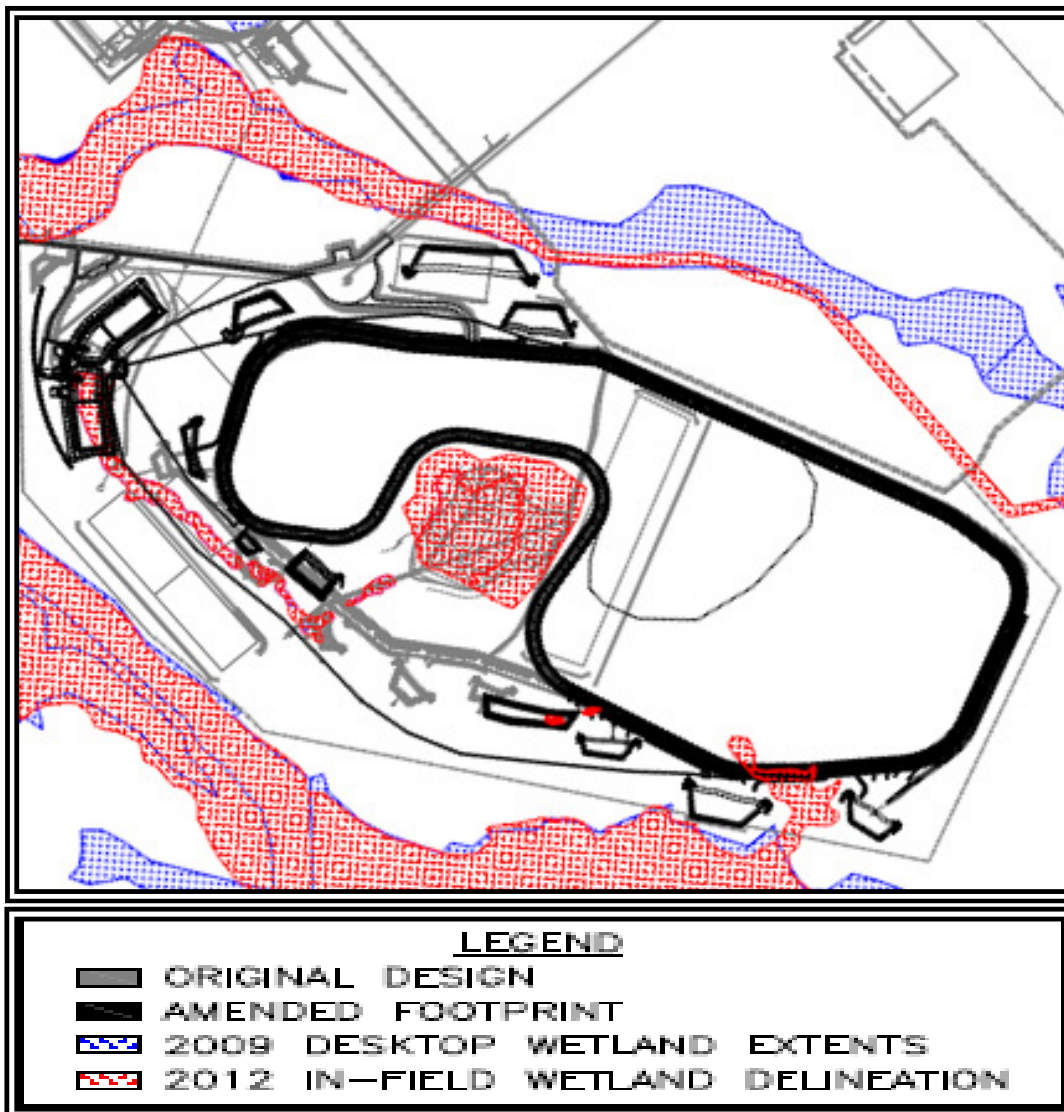 LEGEND
ORIGINAL DESIGN
AMENDED FOOTPRINT
2009 DESKTOP WETLAND EXTENTS
2012 IN-FIELD WETLAND DELINEATION